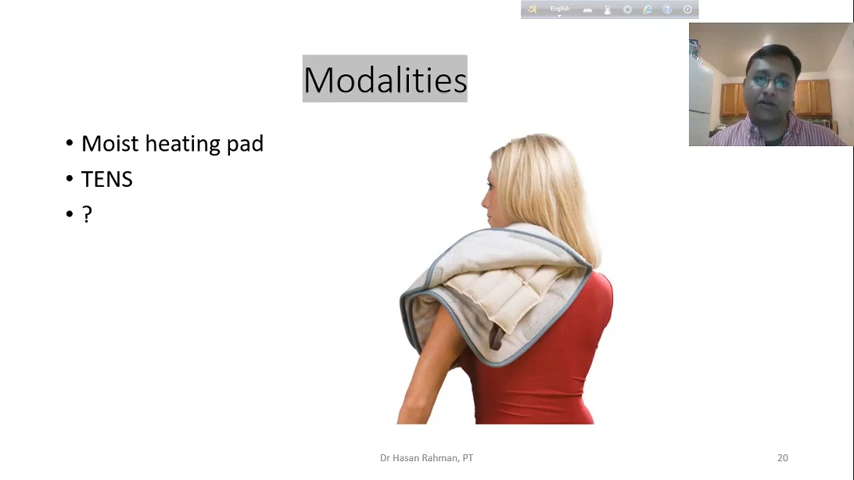 English
Modalities
• Moist heating pad
• TENS
• ?
Dr Hasan Rahman, PT
20